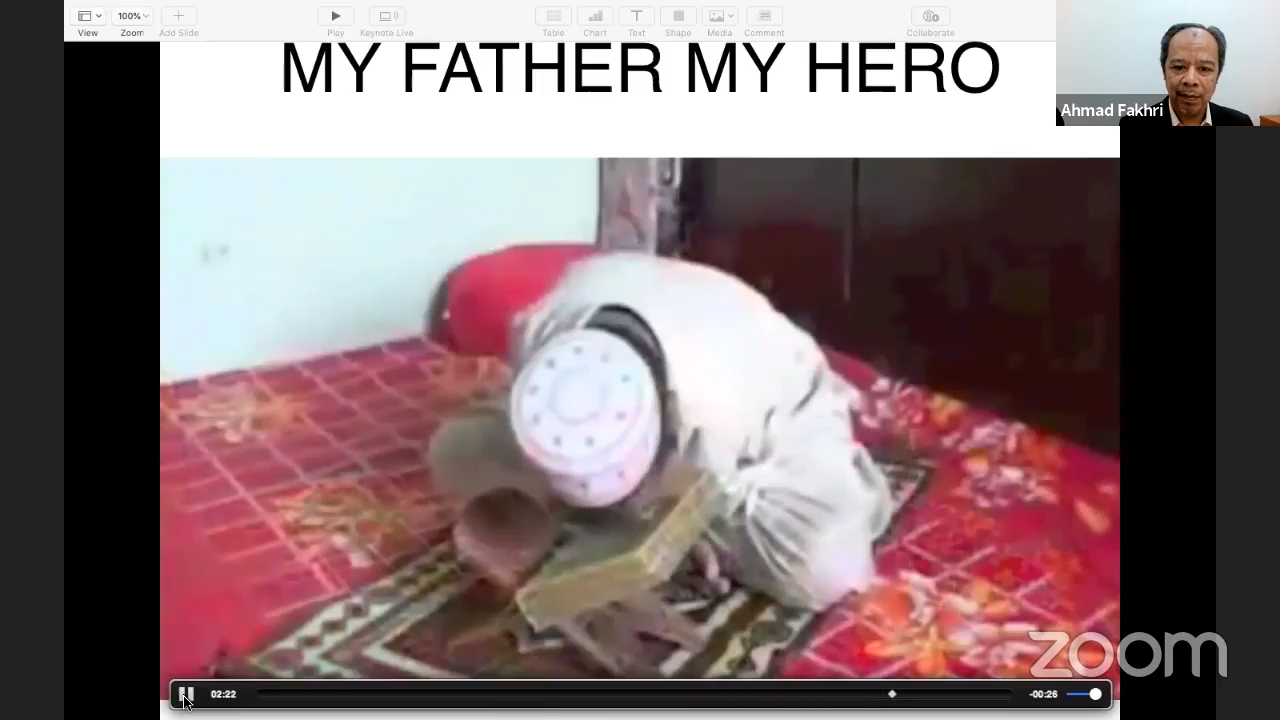 100%
View
Zoom
Add Slide
Play
Keynote Live
Table
Chart
Text
Shape
Media
Comment
Collaborate
MY FATHER MY HERO
Ahmad Fakhri
zoom
02:22
-00:26